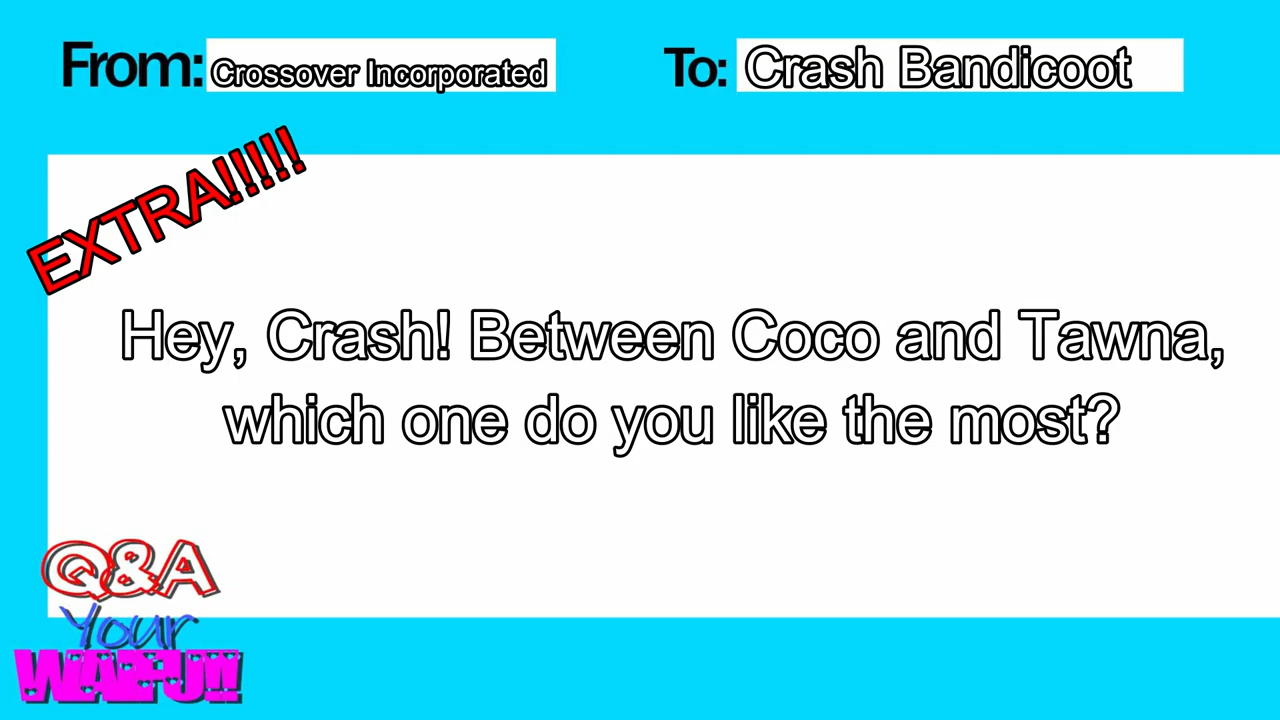 From: Crossover Incorporated
To: Crash Bandicoot
EXTRA!!!!!
Hey, Crash! Between Coco and Tawna,
which one do you like the most?
Q&A
Your
WAIFU!!